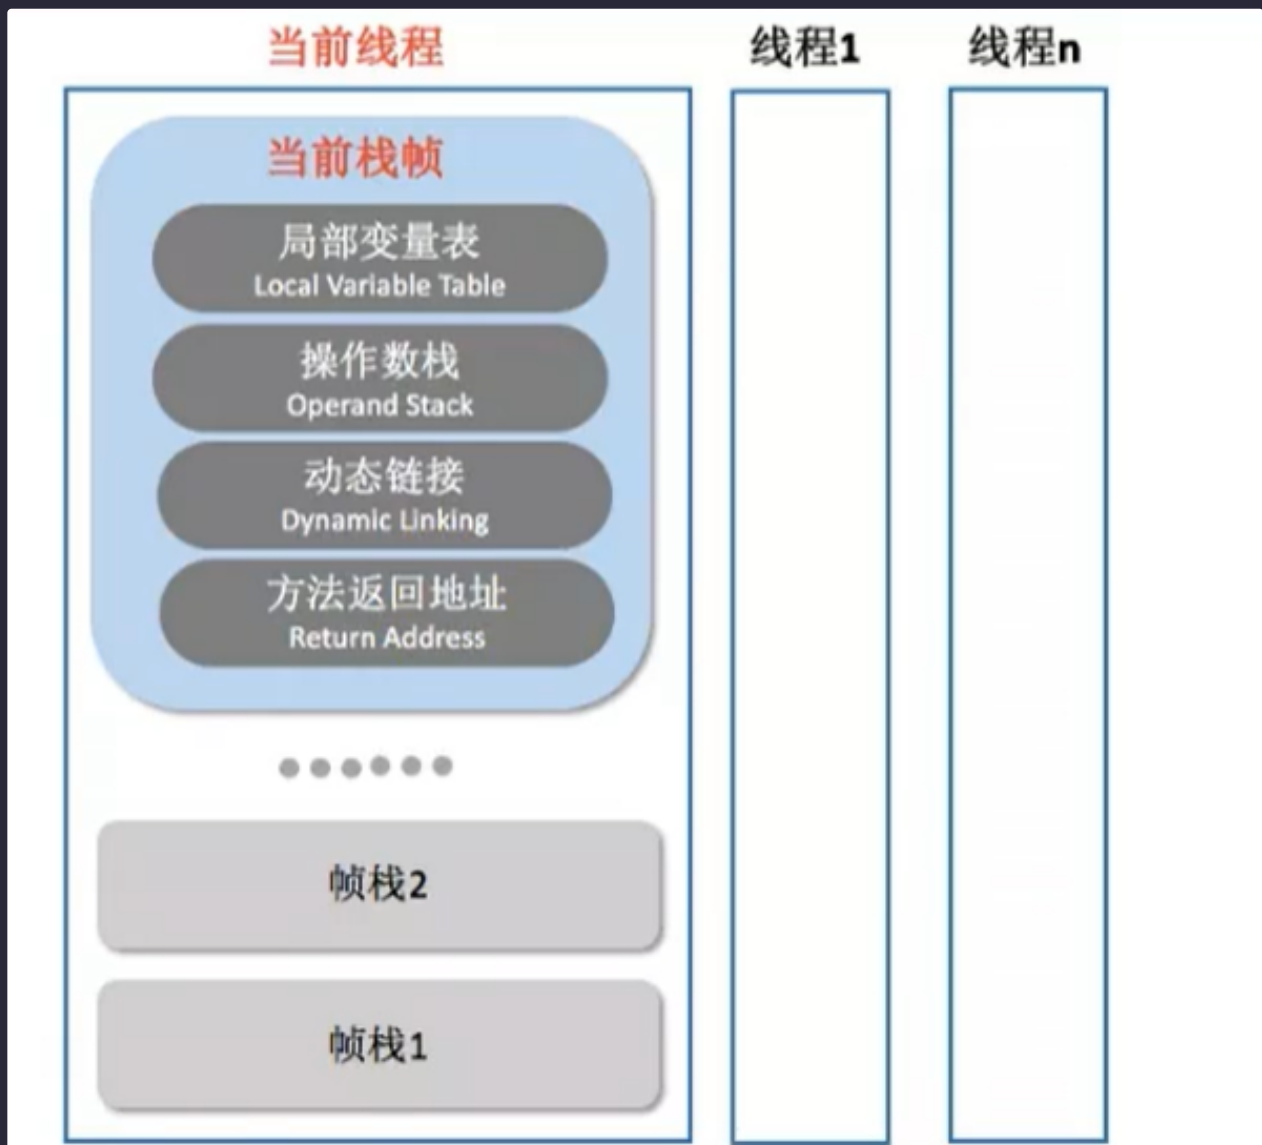 当前线程
线程1
线程n
当前栈帧
局部变量表
Local Variable Table
操作数栈
Operand Stack
动态链接
Dynamic Linking
方法返回地址
Return Address
帧栈2
帧栈1